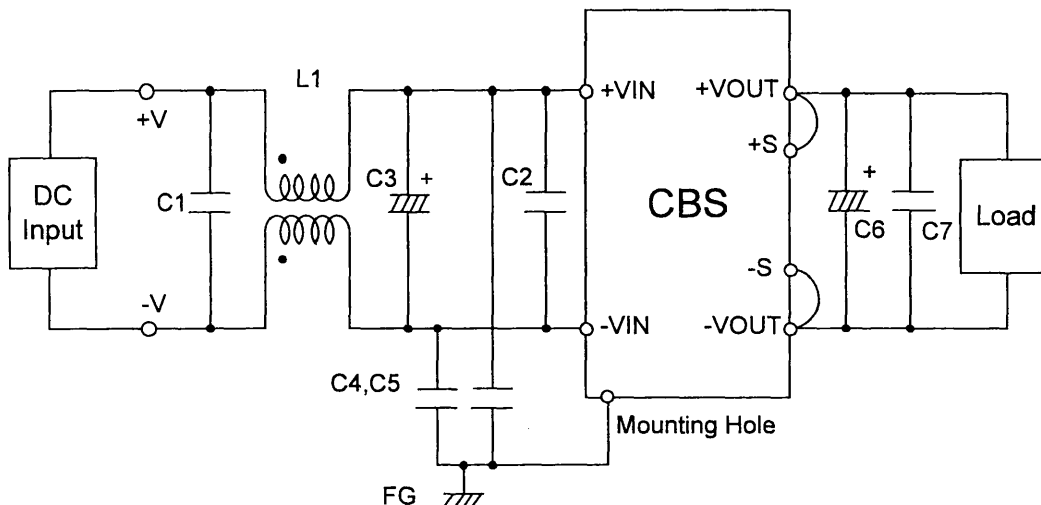 L1
+V
+VIN
+VOUT
+S
C3
+
C2
C1
DC
Input
CBS
+
C6
C7
Load
-S
-V
-VIN
-VOUT
C4,C5
Mounting Hole
FG